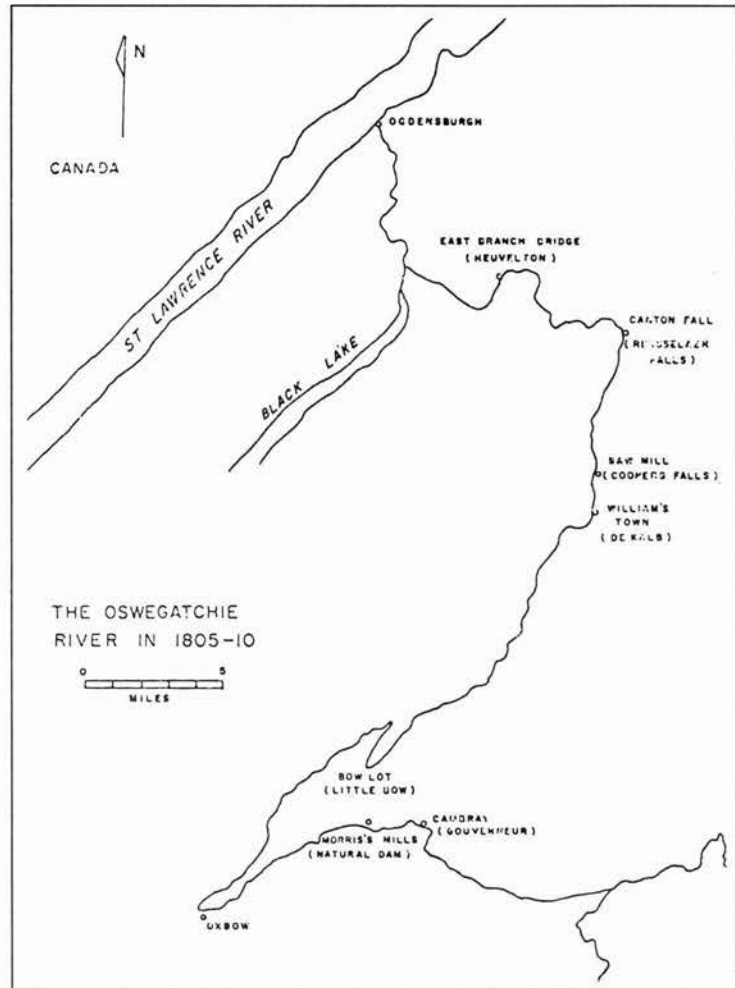 N
CANADA
OGDENSBURGH
ST LAWRENCE RIVER
EAST BRANCH BRIDGE
(HEUVELTON)
CANTON FALL
(RENSSELAER
FALLS)
BLACK LAKE
SAW MILL
(COOPERS FALLS)
WILLIAM'S
TOWN
(DE KALB)
THE OSWEGATCHIE
RIVER IN 1805-10
0 5
MILES
BOW LOT
(LITTLE BOW)
CAMBRAY
(GOUVERNEUR)
MORRIS'S MILLS
(NATURAL DAM)
OXBOW